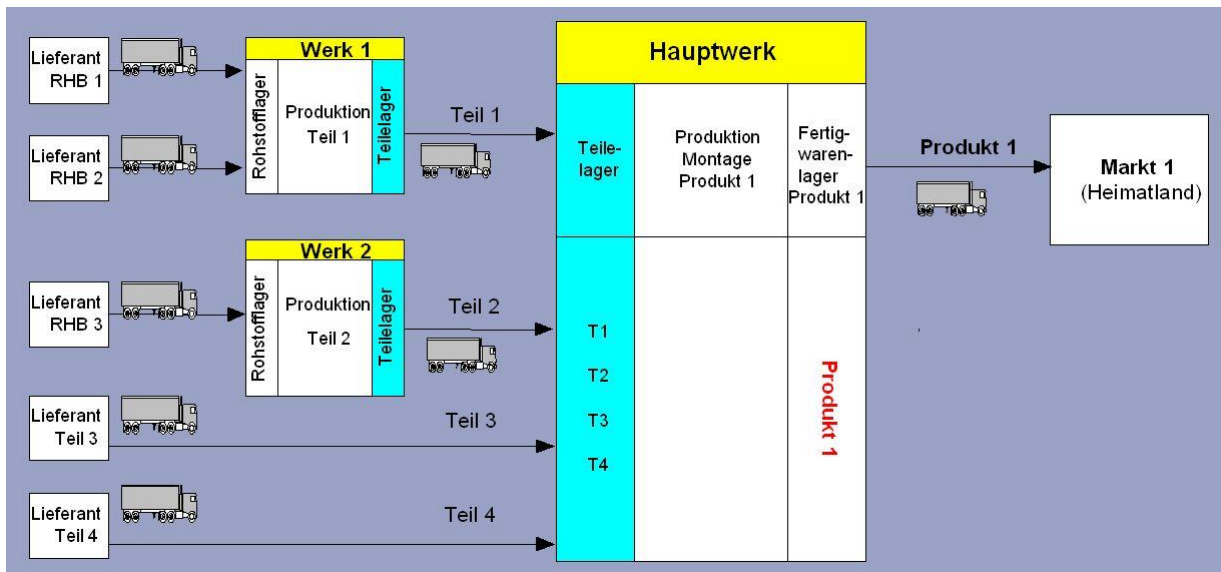 Lieferant
RHB 1
Lieferant
RHB 2
Werk 1
Rohstofflager
Produktion
Teil 1
Teilelager
Teil 1
Werk 2
Lieferant
RHB 3
Rohstofflager
Produktion
Teil 2
Teilelager
Teil 2
Lieferant
Teil 3
Teil 3
Lieferant
Teil 4
Teil 4
Hauptwerk
Teile-
lager
Produktion
Montage
Produkt 1
Fertig-
waren-
lager
Produkt 1
T1
T2
T3
T4
Produkt 1
Produkt 1
Markt 1
(Heimatland)